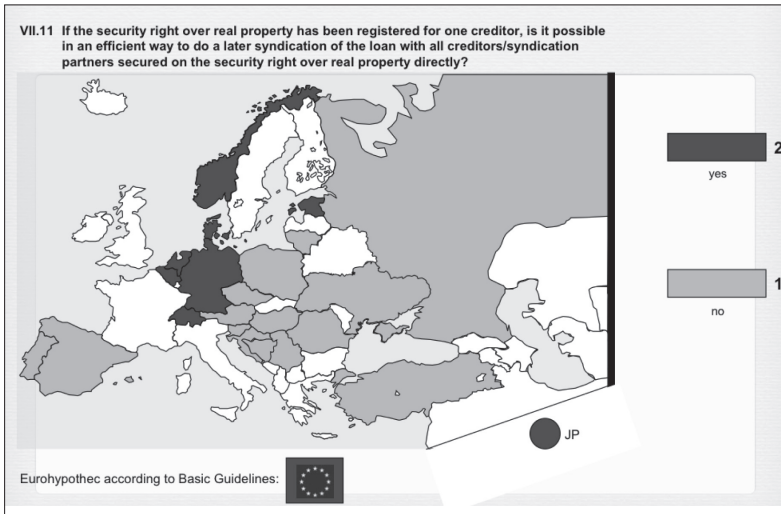 VII.11 If the security right over real property has been registered for one creditor, is it possible
in an efficient way to do a later syndication of the loan with all creditors/syndication
partners secured on the security right over real property directly?
2
yes
1
no
JP
Eurohypothec according to Basic Guidelines: